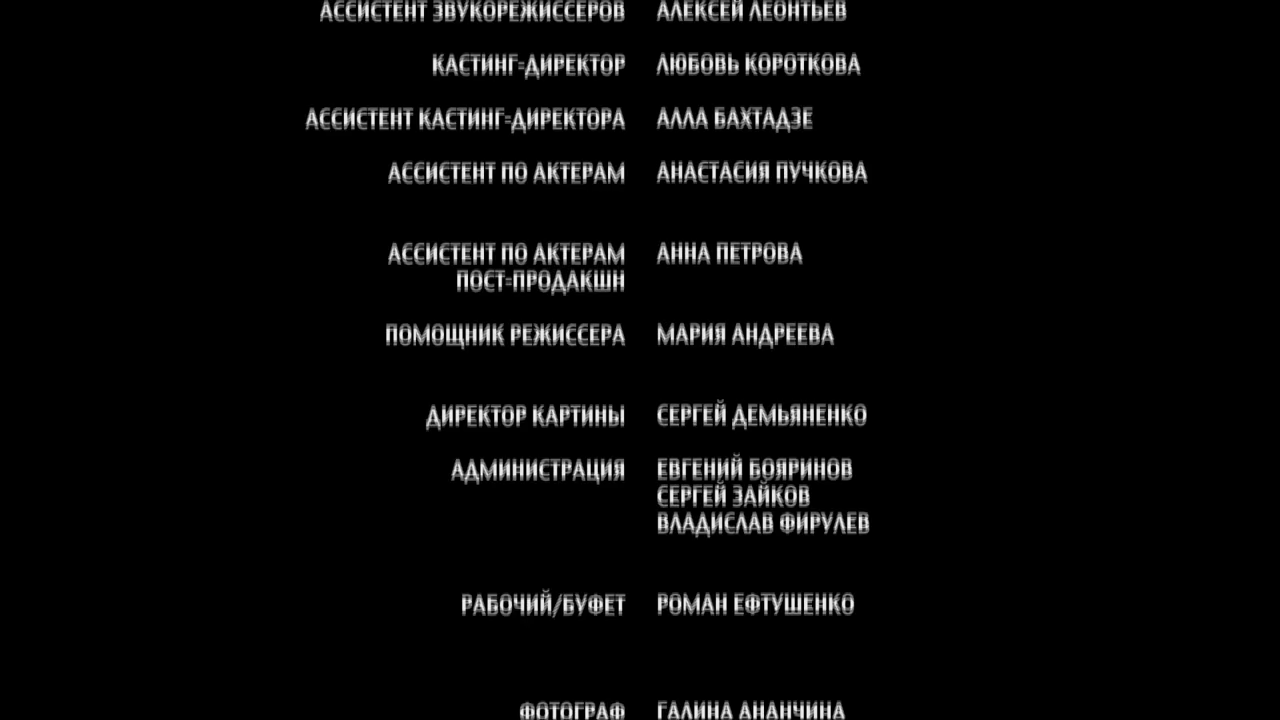 АССИСТЕНТ ЗВУКОРЕЖИССЕРОВ АЛЕКСЕЙ ЛЕОНТЬЕВ
КАСТИНГ-ДИРЕКТОР ЛЮБОВЬ КОРОТКОВА
АССИСТЕНТ КАСТИНГ-ДИРЕКТОРА АЛЛА БАХТАДЗЕ
АССИСТЕНТ ПО АКТЕРАМ АНАСТАСИЯ ПУЧКОВА
АССИСТЕНТ ПО АКТЕРАМ АННА ПЕТРОВА
ПОСТ-ПРОДАКШН
ПОМОЩНИК РЕЖИССЕРА МАРИЯ АНДРЕЕВА
ДИРЕКТОР КАРТИНЫ СЕРГЕЙ ДЕМЬЯНЕНКО
АДМИНИСТРАЦИЯ ЕВГЕНИЙ БОЯРИНОВ
СЕРГЕЙ ЗАЙКОВ
ВЛАДИСЛАВ ФИРУЛЕВ
РАБОЧИЙ/БУФЕТ РОМАН ЕФТУШЕНКО
ФОТОГРАФ ГАЛИНА АНАНЧИНА